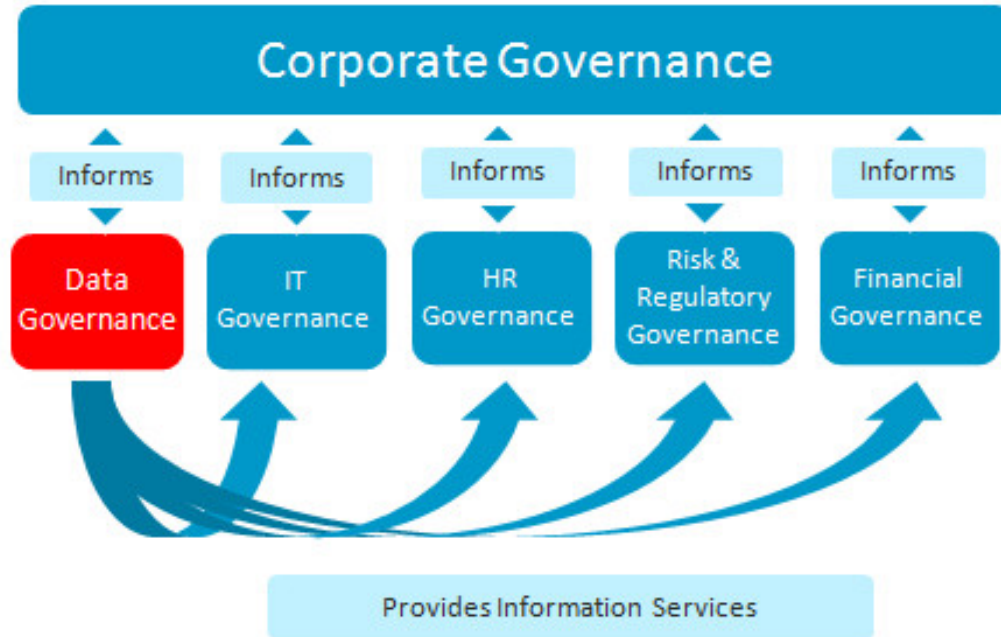 Corporate Governance
Informs
Informs
Informs
Informs
Informs
Data
Governance
IT
Governance
HR
Governance
Risk &
Regulatory
Governance
Financial
Governance
Provides Information Services